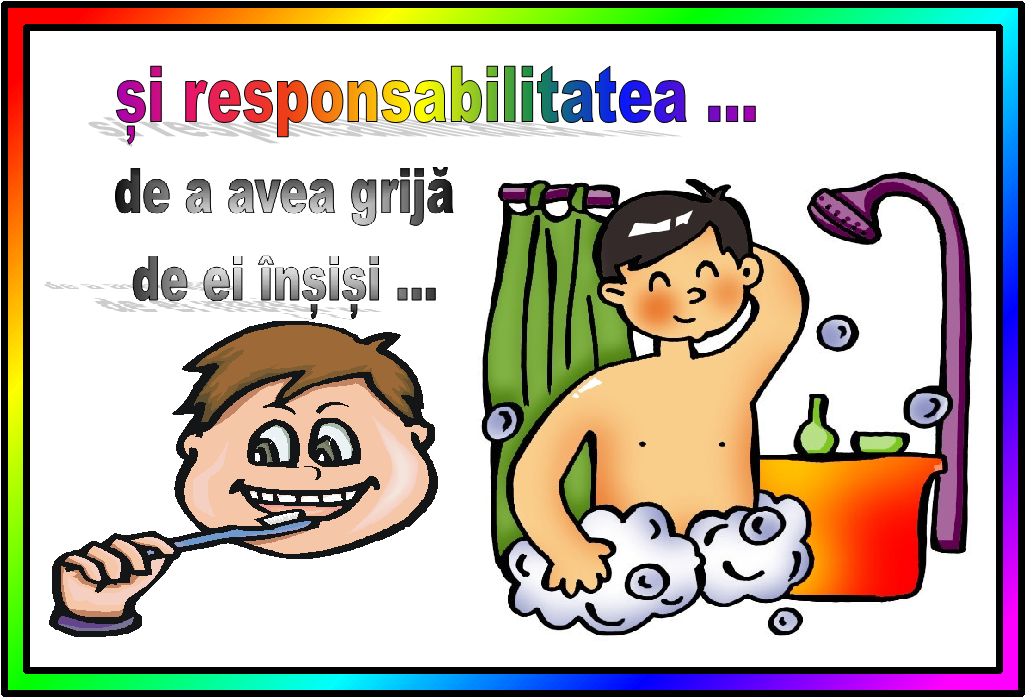 și responsabilitatea ...
de a avea grijă
de ei înșiși ...